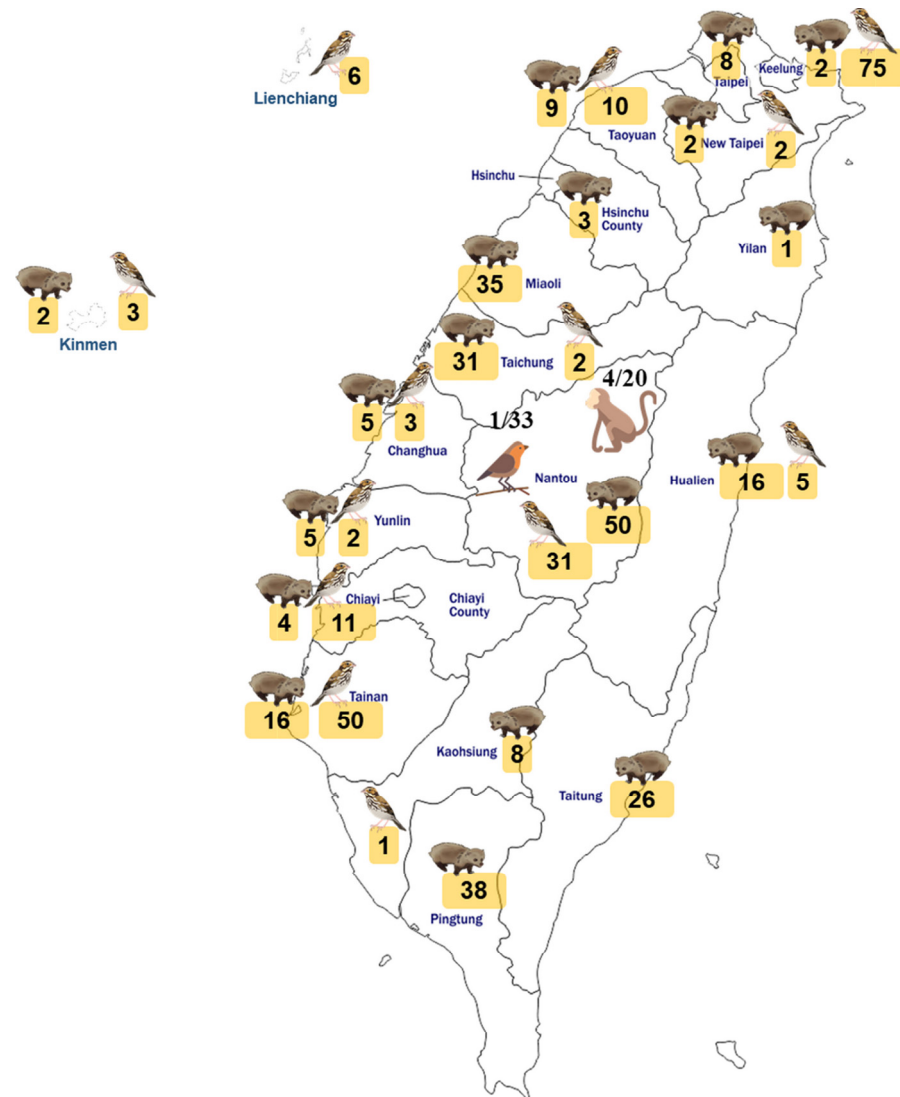 6
Lienchiang
8
Taipei
Keelung
2
75
9
10
Taoyuan
2
New Taipei
2
Hsinchu
3
Hsinchu
County
Yilan
1
35
Miaoli
2
3
Kinmen
31
Taichung
2
4/20
5
3
Changhua
1/33
Nantou
50
31
Hualien
16
5
5
2
Yunlin
4
11
Chiayi
Chiayi
County
16
50
Tainan
Kaohsiung
8
Taitung
26
1
38
Pingtung